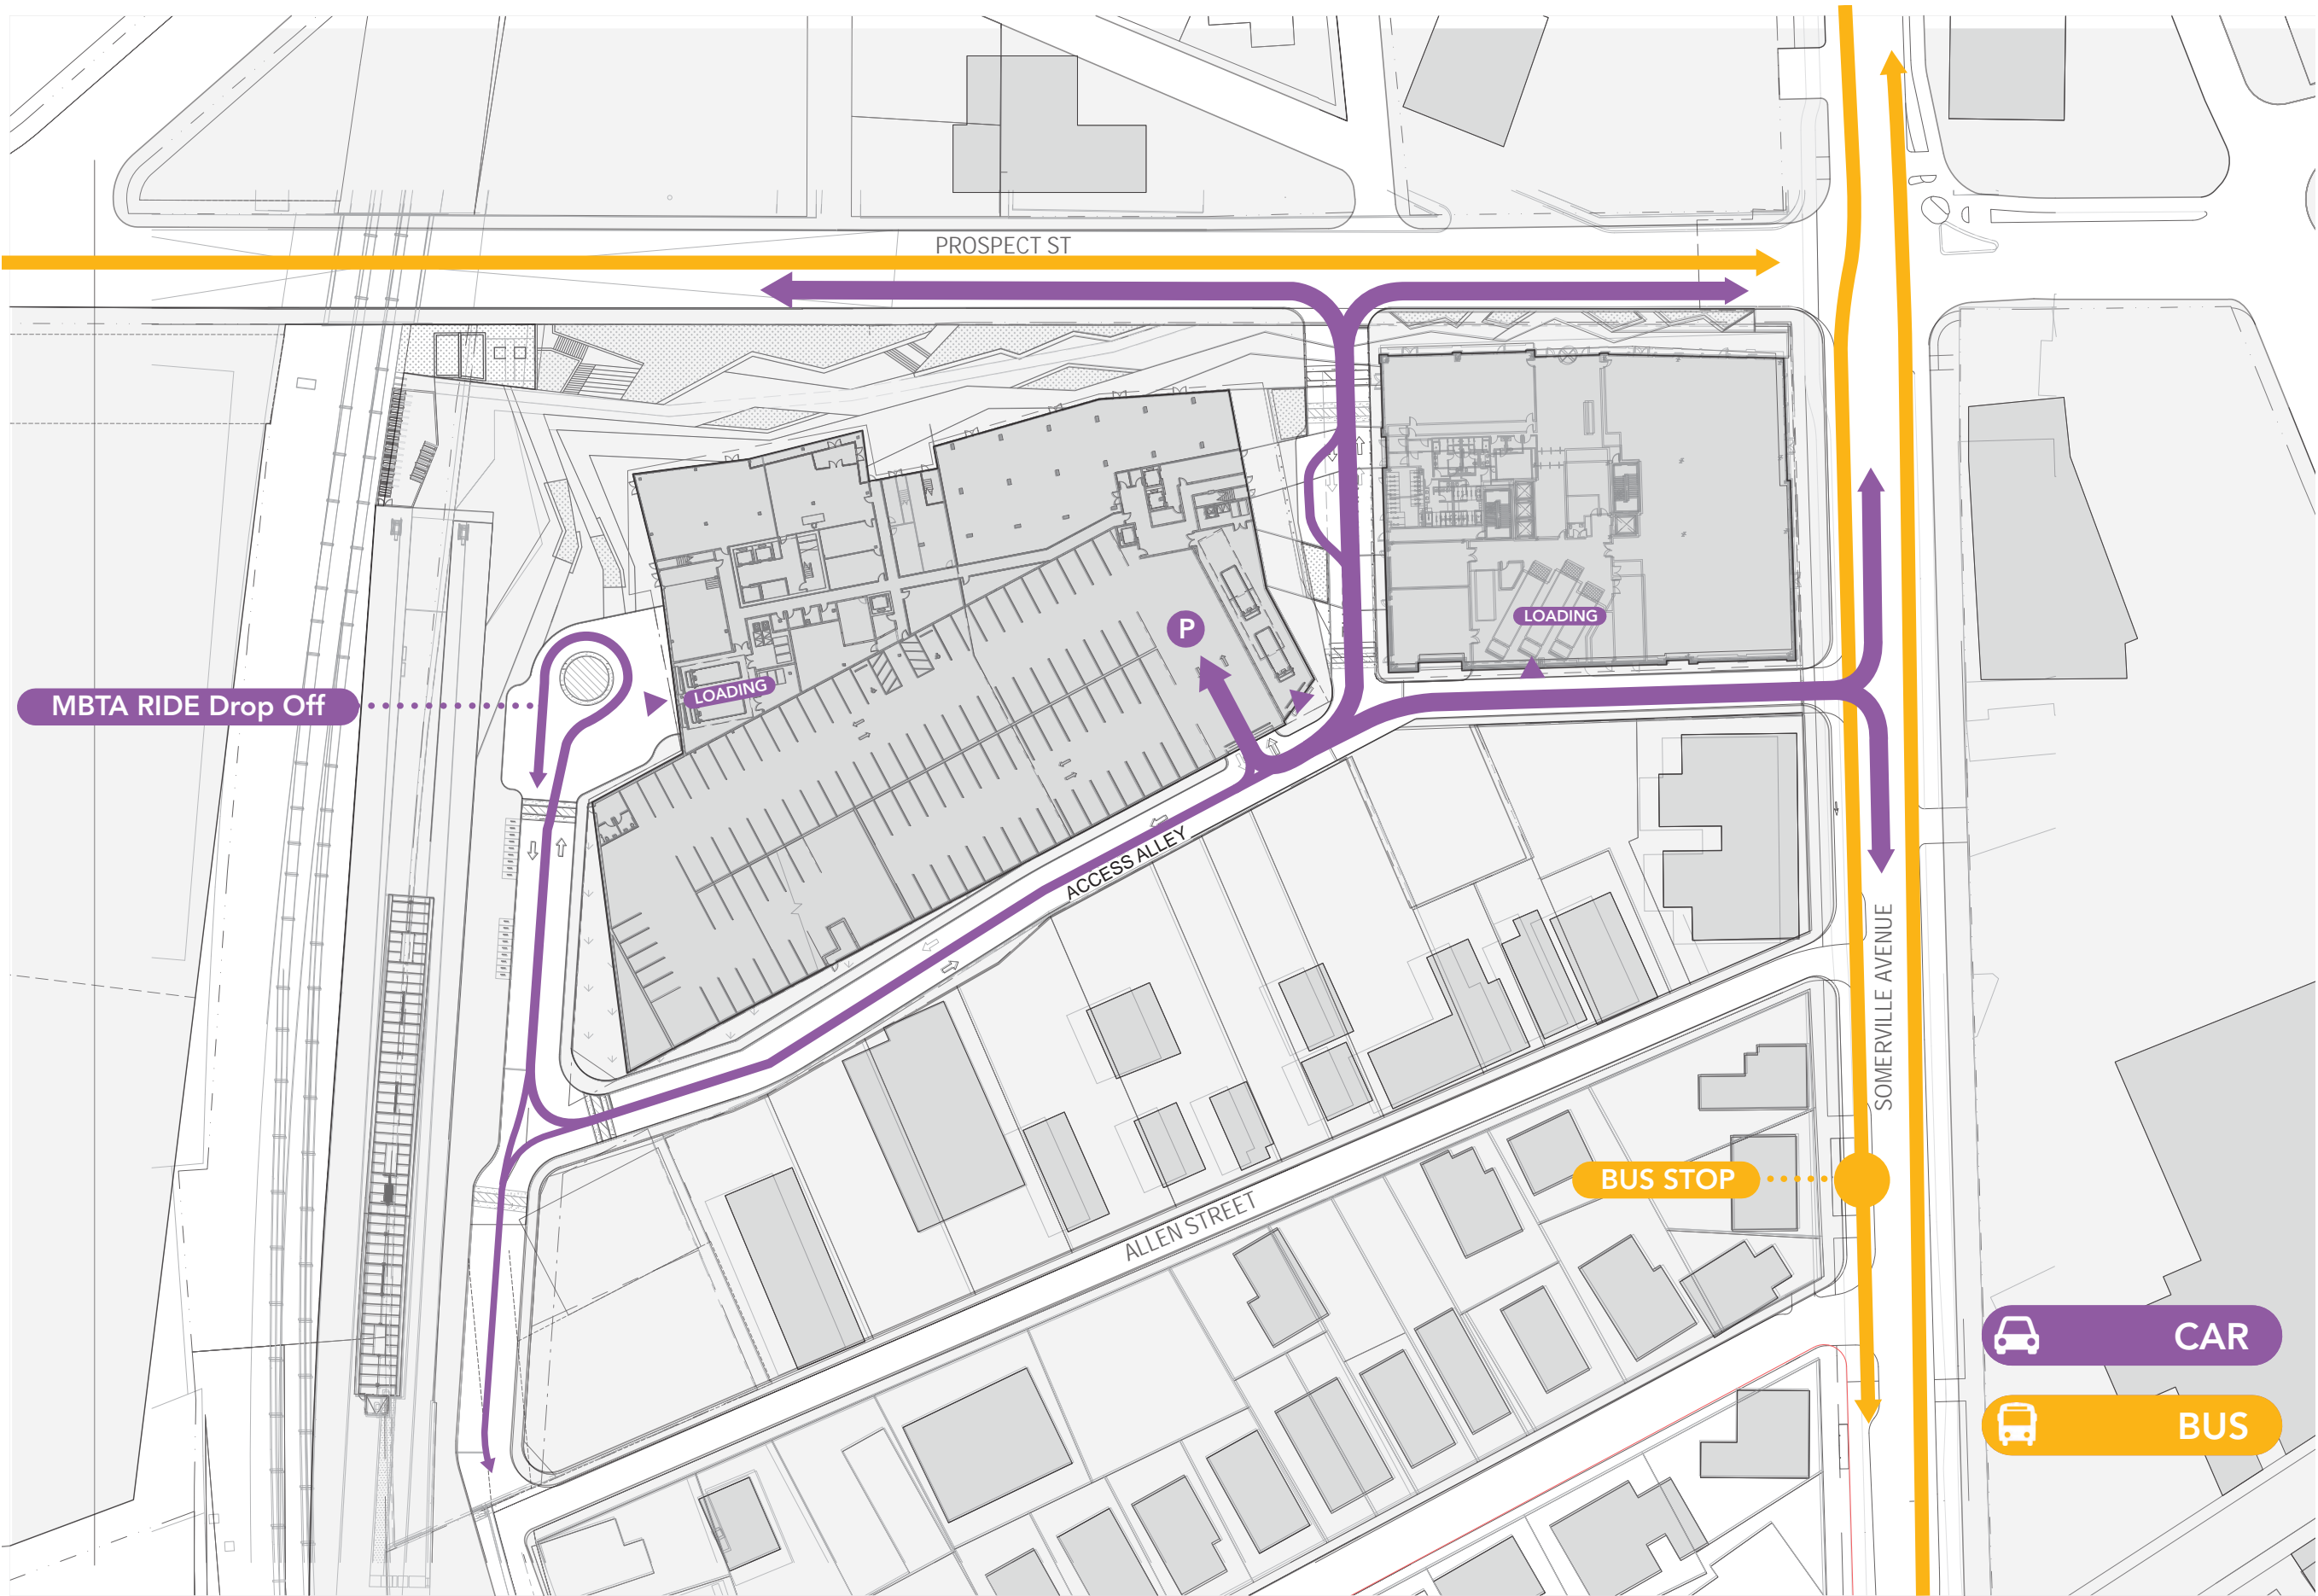 PROSPECT ST
P
LOADING
LOADING
MBTA RIDE Drop Off
ACCESS ALLEY
SOMERVILLE AVENUE
BUS STOP
ALLEN STREET
CAR
BUS